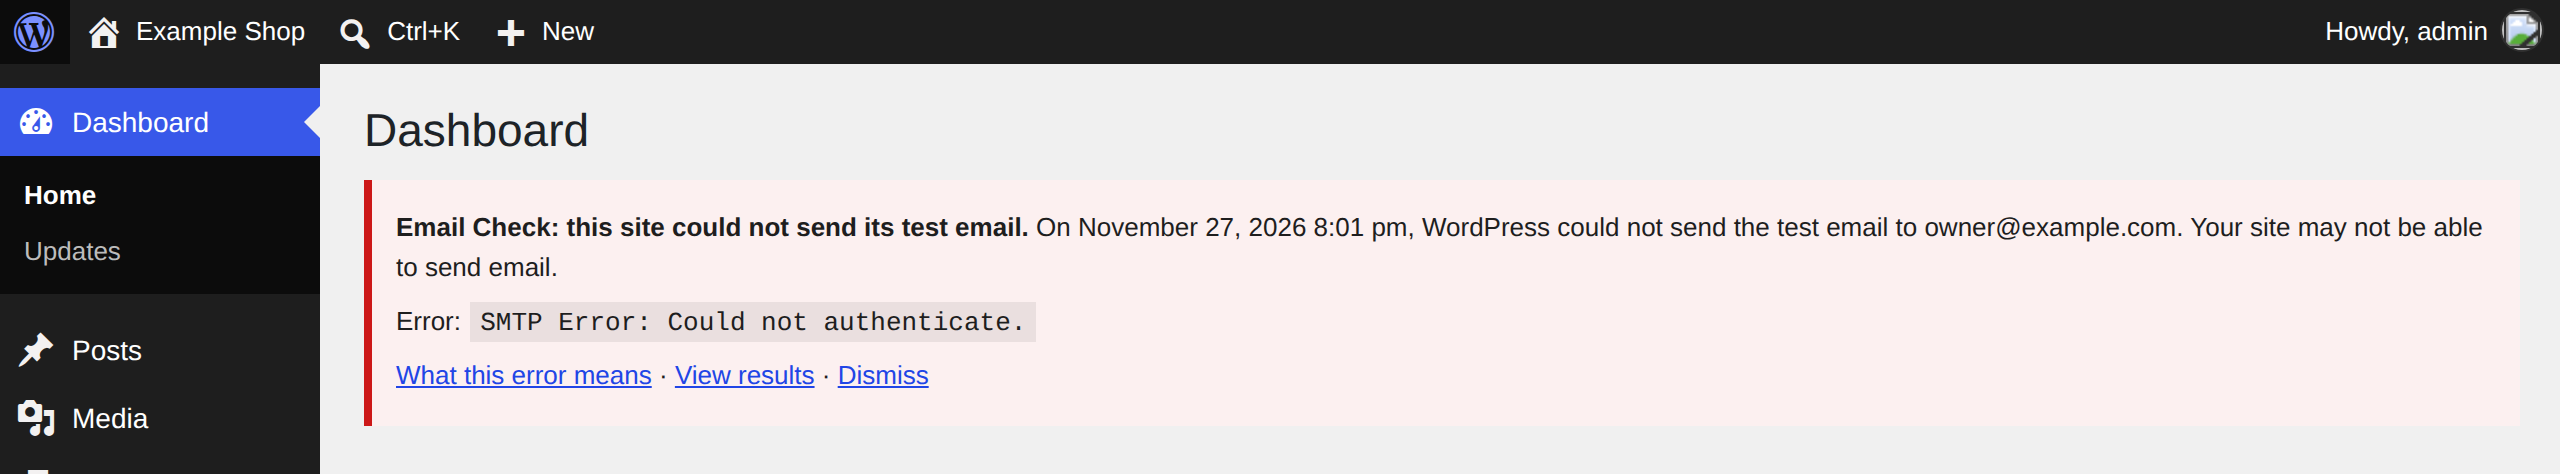 Example Shop
Ctrl+K
New
Howdy, admin
Dashboard
Home
Updates
Posts
Media
Dashboard
Email Check: this site could not send its test email. On November 27, 2026 8:01 pm, WordPress could not send the test email to owner@example.com. Your site may not be able
to send email.
Error: SMTP Error: Could not authenticate.
What this error means · View results · Dismiss